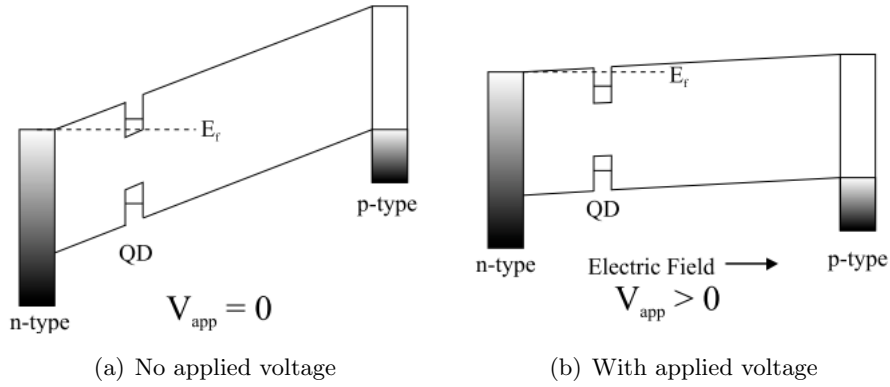 E_f
QD
n-type
p-type
V_app = 0
(a) No applied voltage
E_f
QD
n-type
p-type
Electric Field
V_app > 0
(b) With applied voltage